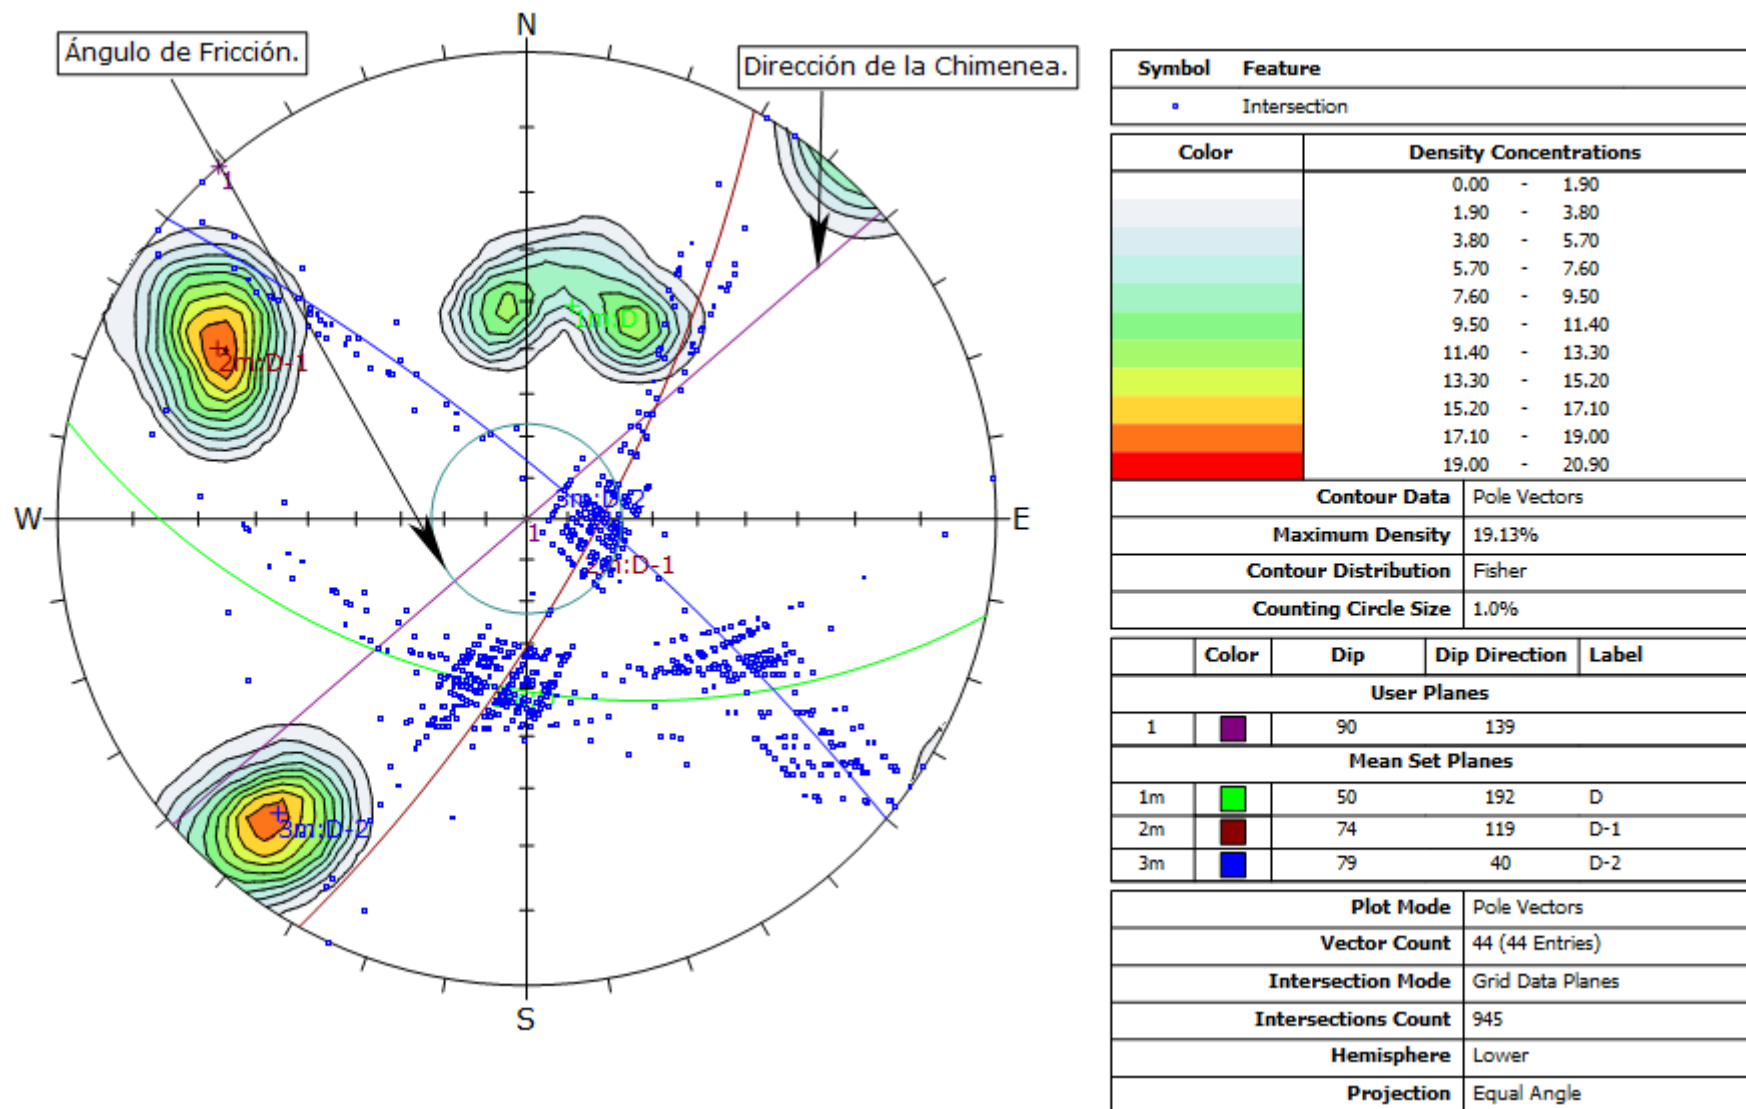 N
Ángulo de Fricción.
Dirección de la Chimenea.
1
1m:D
2m:D-1
W
E
3m:D-2
1
2m:D-1
3m:D-2
S
Symbol Feature
Intersection
Color Density Concentrations
0.00 - 1.90
1.90 - 3.80
3.80 - 5.70
5.70 - 7.60
7.60 - 9.50
9.50 - 11.40
11.40 - 13.30
13.30 - 15.20
15.20 - 17.10
17.10 - 19.00
19.00 - 20.90
Contour Data Pole Vectors
Maximum Density 19.13%
Contour Distribution Fisher
Counting Circle Size 1.0%
Color Dip Dip Direction Label
User Planes
1 90 139
Mean Set Planes
1m 50 192 D
2m 74 119 D-1
3m 79 40 D-2
Plot Mode Pole Vectors
Vector Count 44 (44 Entries)
Intersection Mode Grid Data Planes
Intersections Count 945
Hemisphere Lower
Projection Equal Angle